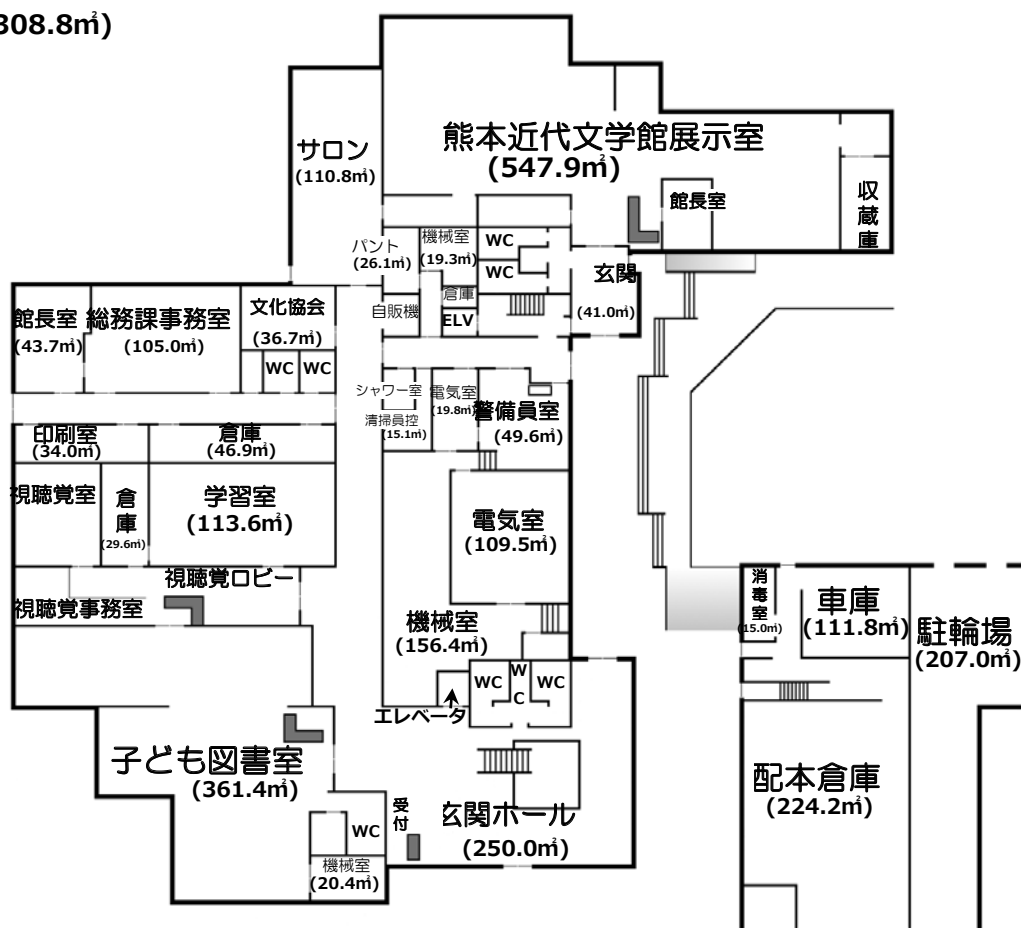 308.8㎡)
熊本近代文学館展示室
(547.9㎡)
サロン
(110.8㎡)
館長室
収蔵庫
パント
(26.1㎡)
機械室
(19.3㎡)
WC
WC
玄関
(41.0㎡)
自販機
倉庫
ELV
館長室
(43.7㎡)
総務課事務室
(105.0㎡)
文化協会
(36.7㎡)
WC
WC
シャワー室
電気室
(19.8㎡)
清掃員控
(15.1㎡)
警備員室
(49.6㎡)
印刷室
(34.0㎡)
倉庫
(46.9㎡)
視聴覚室
倉庫
(29.6㎡)
学習室
(113.6㎡)
電気室
(109.5㎡)
視聴覚ロビー
視聴覚事務室
機械室
(156.4㎡)
消毒室
(15.0㎡)
車庫
(111.8㎡)
駐輪場
(207.0㎡)
WC
WC
WC
エレベータ
子ども図書室
(361.4㎡)
受付
玄関ホール
(250.0㎡)
配本倉庫
(224.2㎡)
WC
機械室
(20.4㎡)